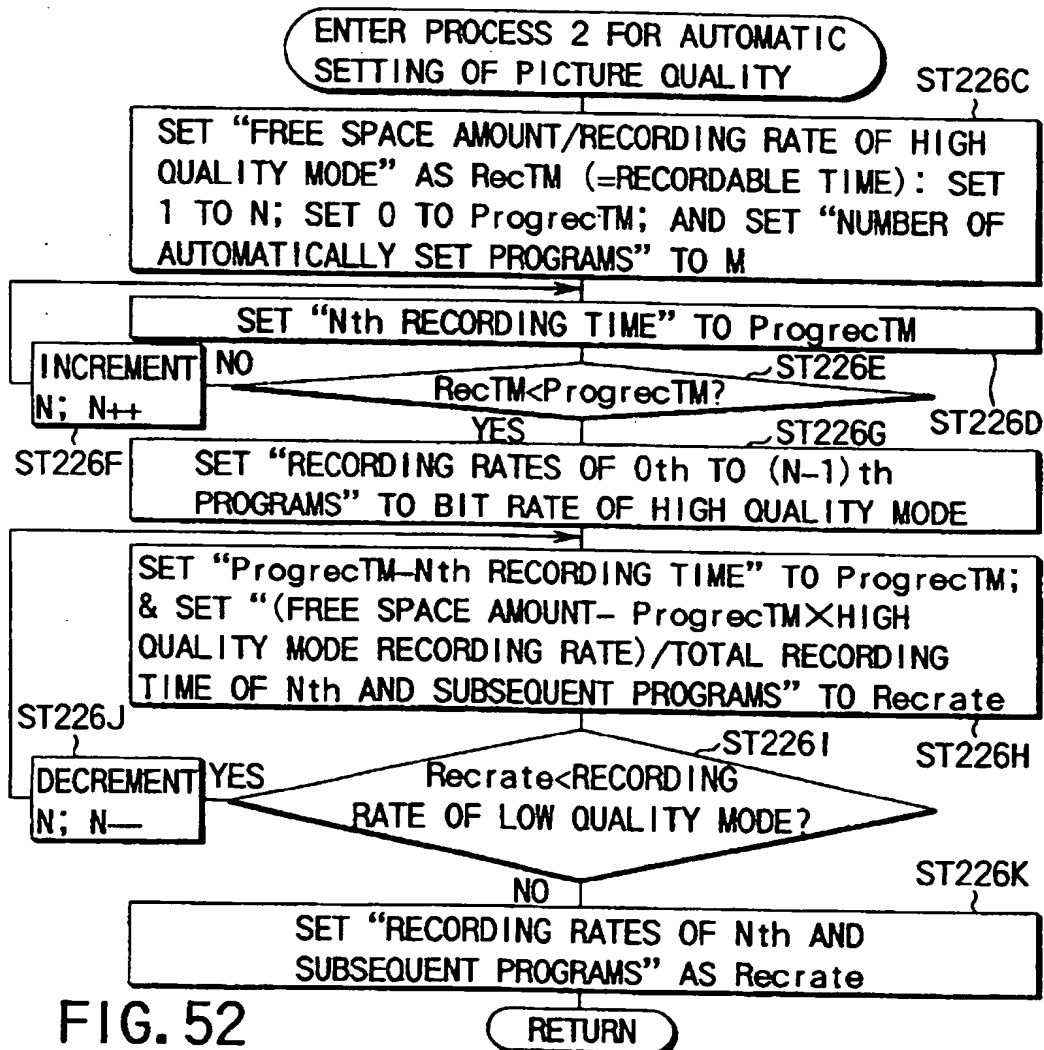 ENTER PROCESS 2 FOR AUTOMATIC
SETTING OF PICTURE QUALITY
ST226C
SET “FREE SPACE AMOUNT/RECORDING RATE OF HIGH
QUALITY MODE” AS RecTM (=RECORDABLE TIME): SET
1 TO N; SET 0 TO ProgrecTM; AND SET “NUMBER OF
AUTOMATICALLY SET PROGRAMS” TO M
SET “Nth RECORDING TIME” TO ProgrecTM
ST226D
INCREMENT
N; N++
NO
ST226F
RecTM<ProgrecTM?
ST226E
YES
ST226G
SET “RECORDING RATES OF 0th TO (N-1)th
PROGRAMS” TO BIT RATE OF HIGH QUALITY MODE
SET “ProgrecTM-Nth RECORDING TIME” TO ProgrecTM;
& SET “(FREE SPACE AMOUNT- ProgrecTM×HIGH
QUALITY MODE RECORDING RATE)/TOTAL RECORDING
TIME OF Nth AND SUBSEQUENT PROGRAMS” TO Recrate
ST226H
ST226J
DECREMENT
N; N—
YES
ST226I
Recrate<RECORDING
RATE OF LOW QUALITY MODE?
NO
ST226K
SET “RECORDING RATES OF Nth AND
SUBSEQUENT PROGRAMS” AS Recrate
RETURN
FIG. 52